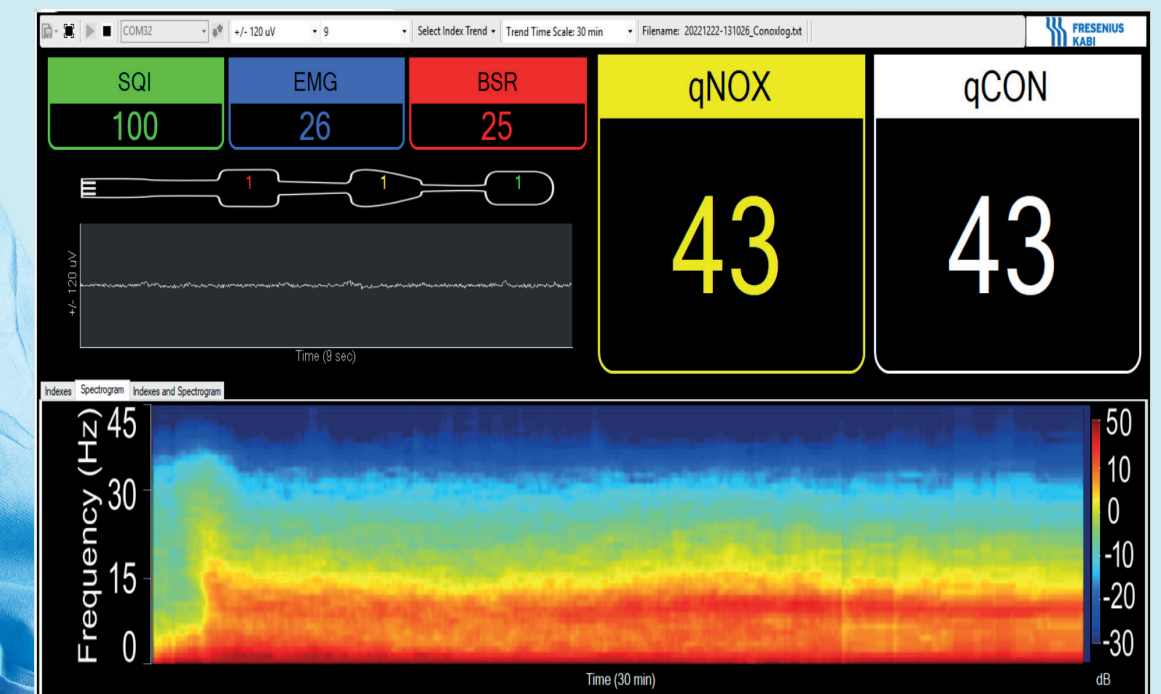 COM32 +/- 120 uV 9 Select Index Trend Trend Time Scale: 30 min Filename: 20221222-131026_Conoxlog.txt
FRESENIUS
KABI
SQI EMG BSR qNOX qCON
100 26 25 43 43
1 1 1
+/- 120 uV
Time (9 sec)
Indexes Spectrogram Indexes and Spectrogram
Frequency (Hz)
45
30
15
0
50
10
0
-10
-20
-30
Time (30 min) dB